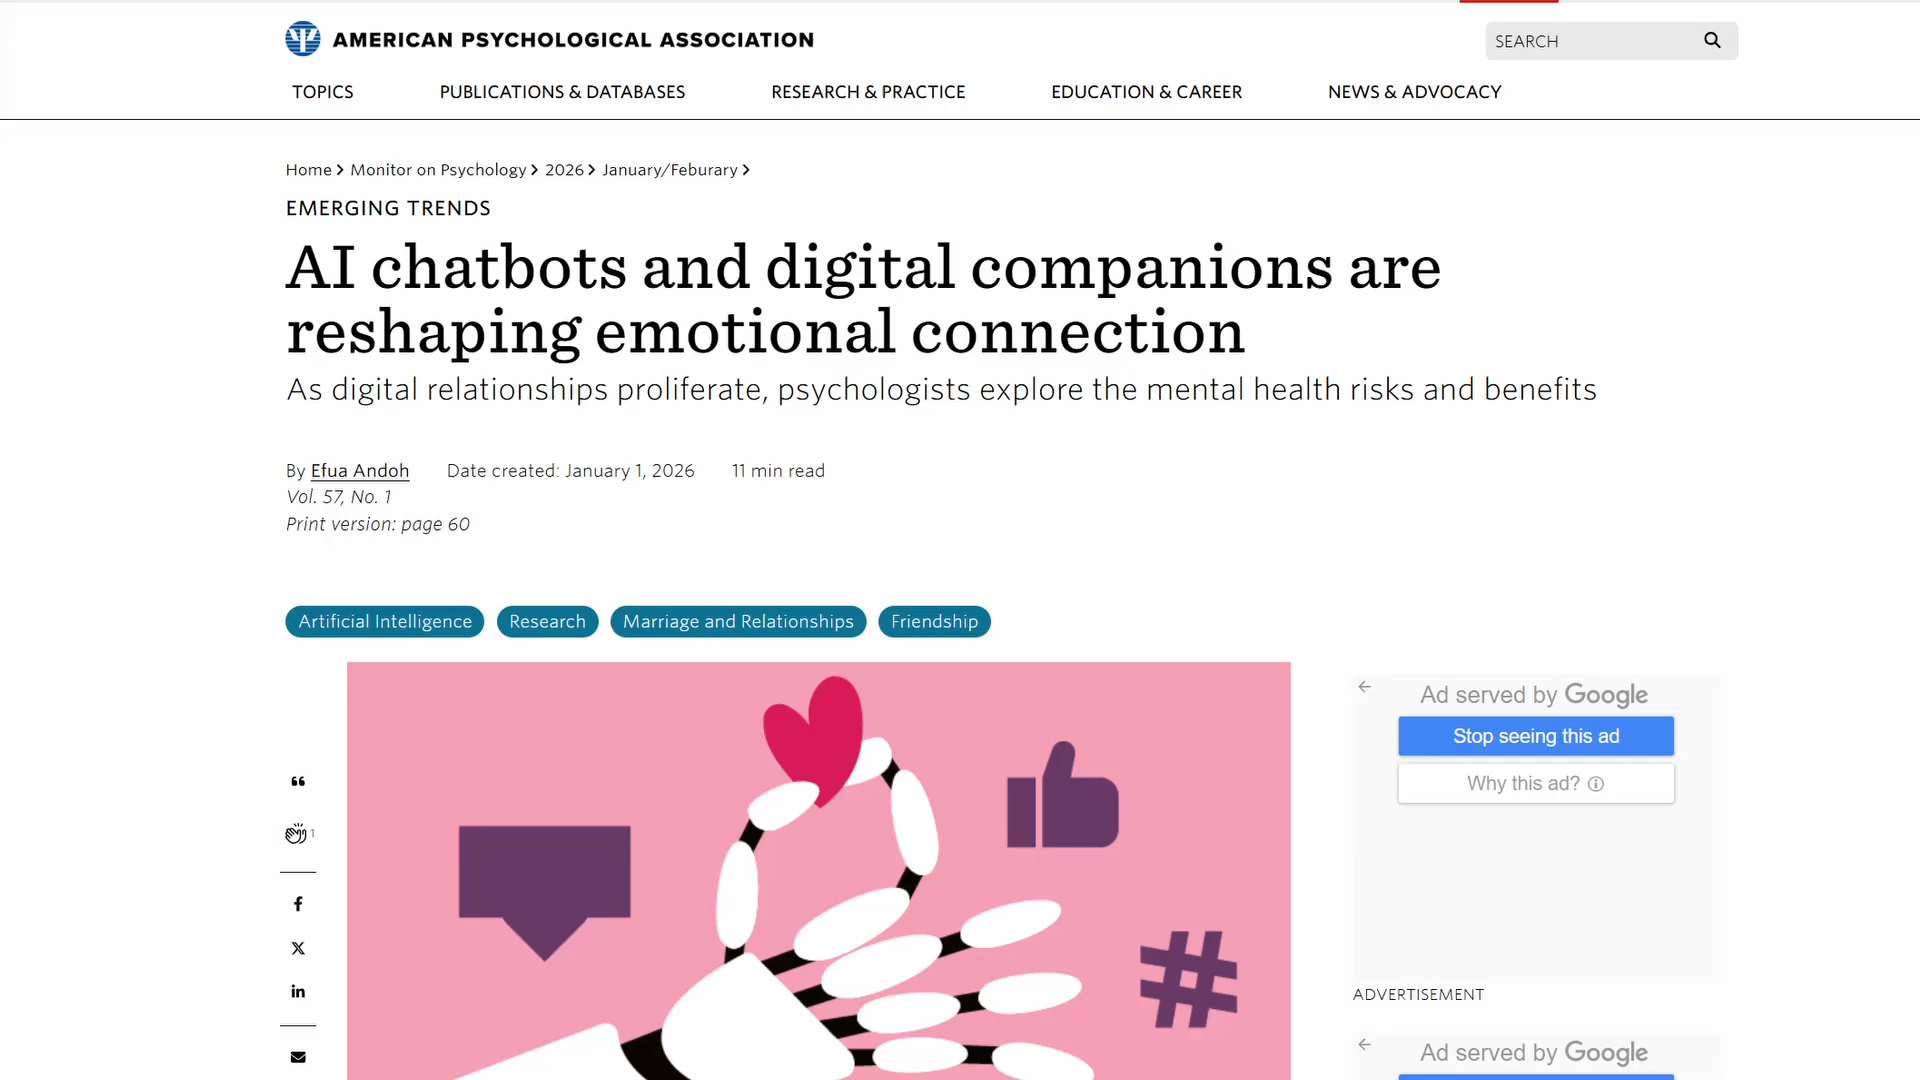 AMERICAN PSYCHOLOGICAL ASSOCIATION
SEARCH
TOPICS
PUBLICATIONS & DATABASES
RESEARCH & PRACTICE
EDUCATION & CAREER
NEWS & ADVOCACY
Home > Monitor on Psychology > 2026 > January/Feburary >
EMERGING TRENDS
AI chatbots and digital companions are
reshaping emotional connection
As digital relationships proliferate, psychologists explore the mental health risks and benefits
By Efua Andoh Date created: January 1, 2026 11 min read
Vol. 57, No. 1
Print version: page 60
Artificial Intelligence
Research
Marriage and Relationships
Friendship
1
#
Ad served by Google
Stop seeing this ad
Why this ad?
ADVERTISEMENT
Ad served by Google